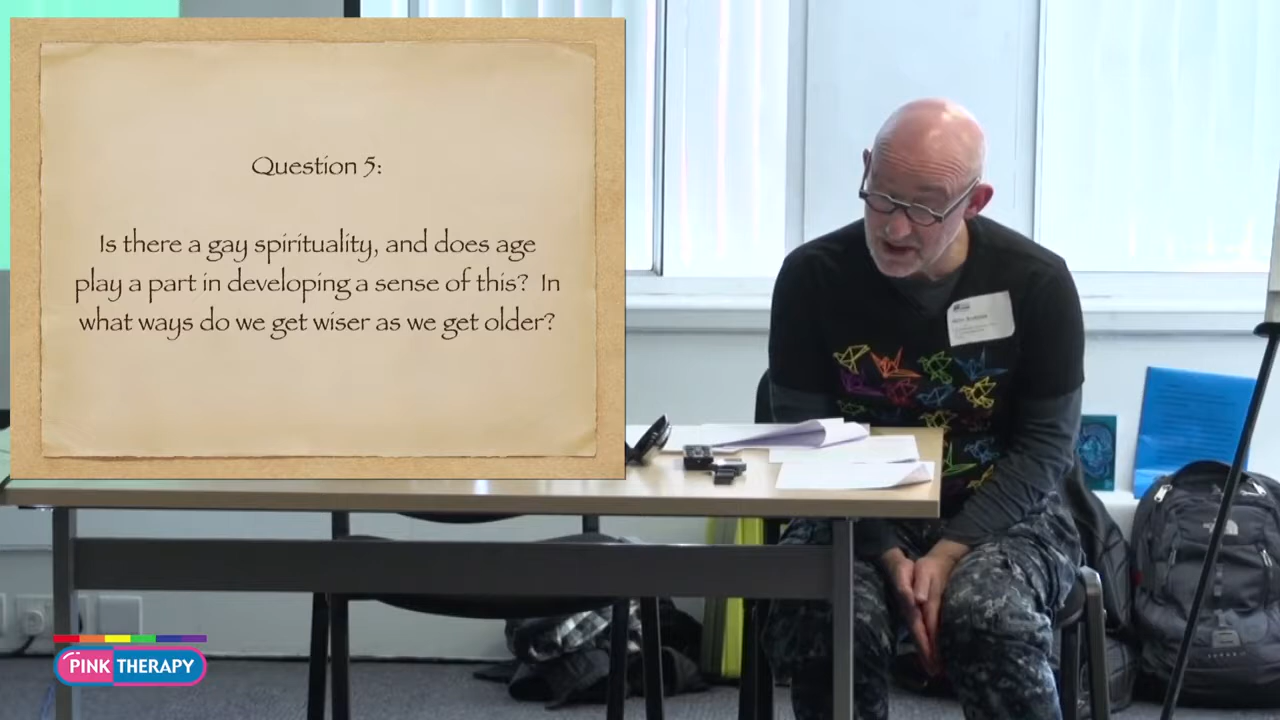 Question 5:
Is there a gay spirituality, and does age
play a part in developing a sense of this? In
what ways do we get wiser as we get older?
PINK THERAPY